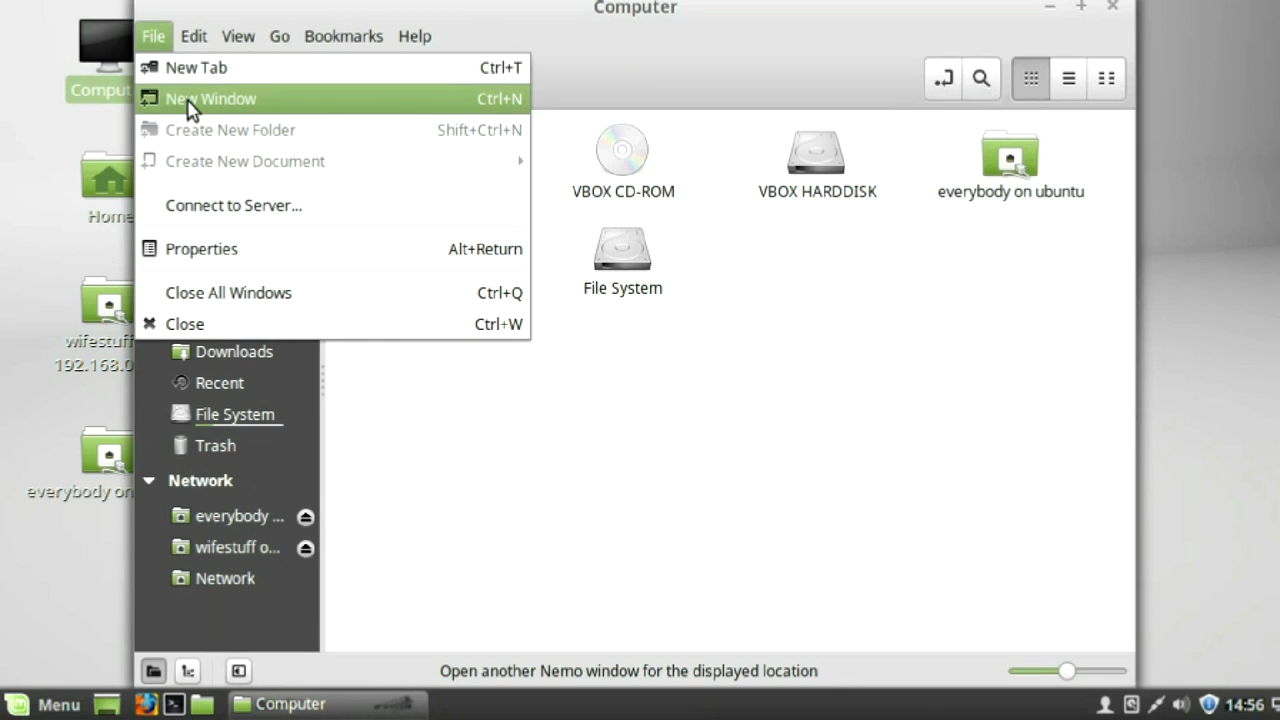 Computer
File Edit View Go Bookmarks Help
New Tab Ctrl+T
New Window Ctrl+N
Create New Folder Shift+Ctrl+N
Create New Document
Connect to Server...
Properties Alt+Return
Close All Windows Ctrl+Q
Close Ctrl+W
Downloads
Recent
File System
Trash
Network
everybody ...
wifestuff o...
Network
VBOX CD-ROM
VBOX HARDDISK
everybody on ubuntu
File System
Comput
Home
wifestuff
192.168.0
everybody on
Open another Nemo window for the displayed location
Menu
Computer
14:56